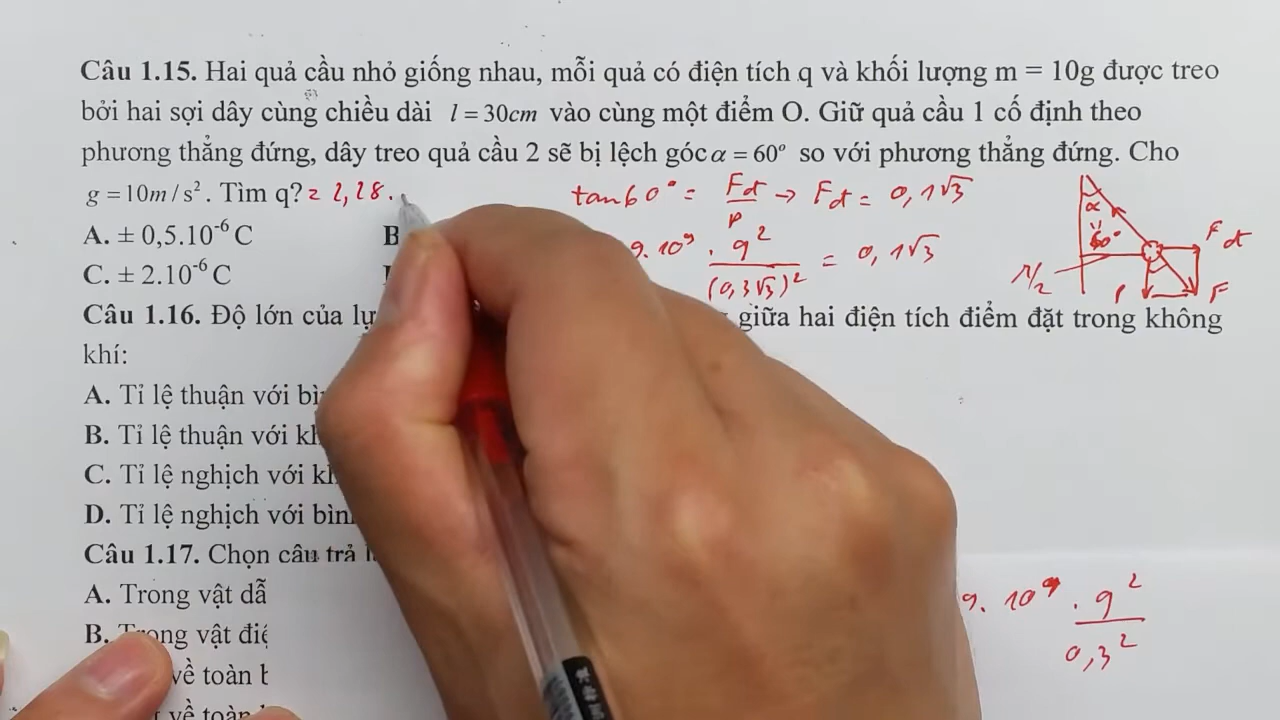 Câu 1.15. Hai quả cầu nhỏ giống nhau, mỗi quả có điện tích q và khối lượng m = 10g được treo
bởi hai sợi dây cùng chiều dài l = 30cm vào cùng một điểm O. Giữ quả cầu 1 cố định theo
phương thẳng đứng, dây treo quả cầu 2 sẽ bị lệch góc α = 60° so với phương thẳng đứng. Cho
g = 10m / s². Tìm q? = 2,28.
tan60° = Fđ/P → Fđ = 0,1√3
A. ± 0,5.10⁻⁶ C B
9.10⁹ . q²/(0,3√3)² = 0,1√3
α
60°
Fđ
r/2
P
F
C. ± 2.10⁻⁶ C
Câu 1.16. Độ lớn của giữa hai điện tích điểm đặt trong không
khí:
A. Tỉ lệ thuận với
B. Tỉ lệ thuận với
C. Tỉ lệ nghịch với
D. Tỉ lệ nghịch với
Câu 1.17. Chọn câu trả
A. Trong vật
B. Trong vật
9.10⁹ . q²/0,3²
về toàn
về toàn